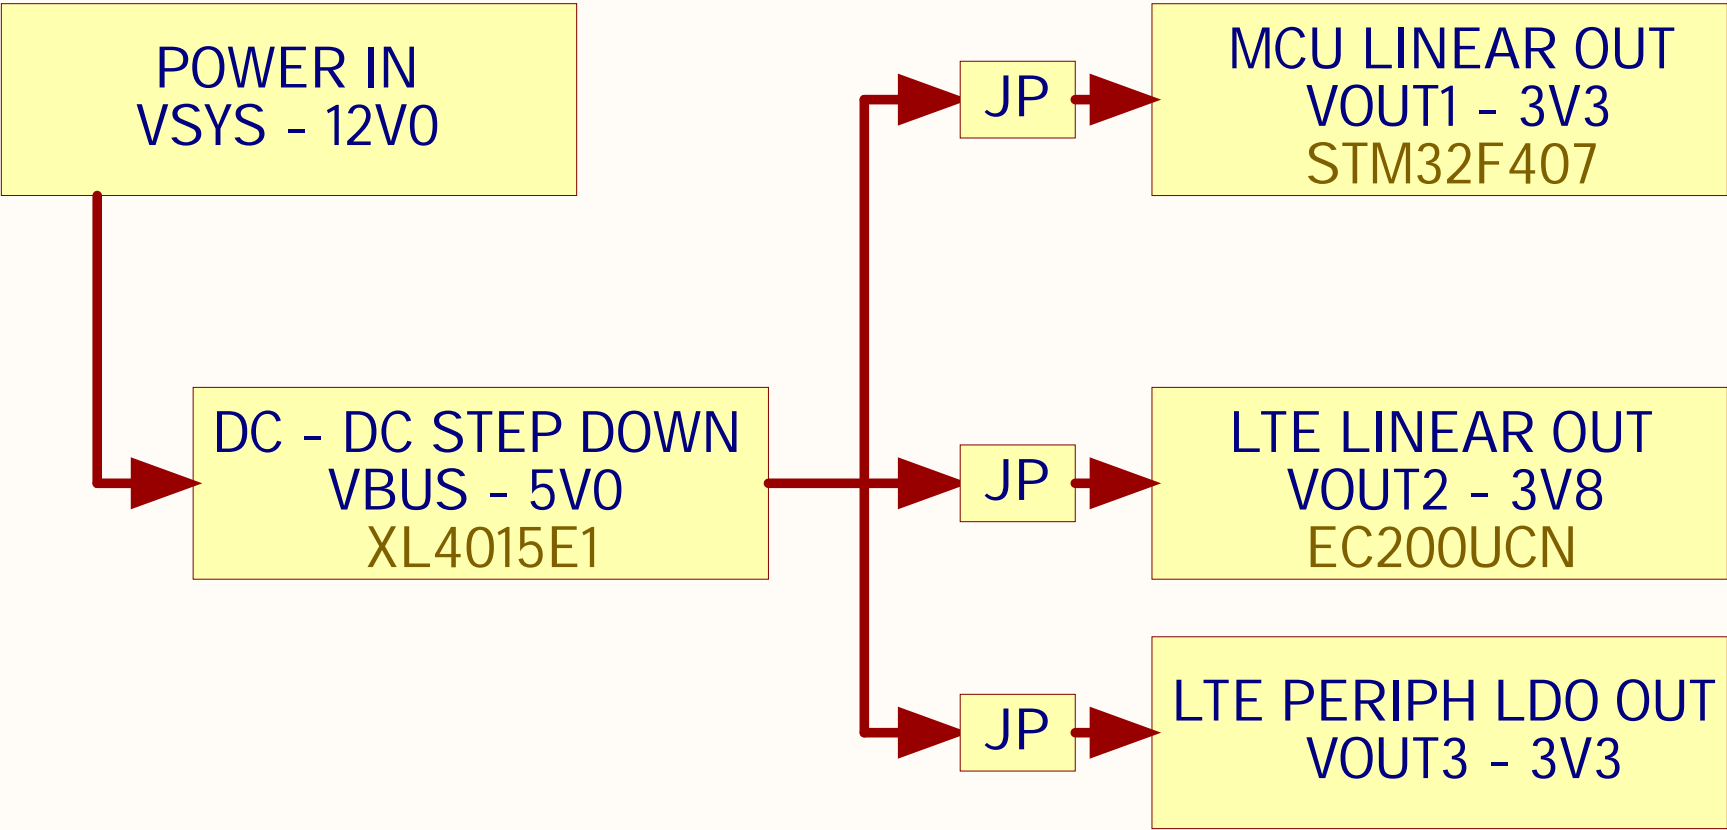 POWER IN
VSYS - 12V0
DC - DC STEP DOWN
VBUS - 5V0
XL4015E1
JP
MCU LINEAR OUT
VOUT1 - 3V3
STM32F407
JP
LTE LINEAR OUT
VOUT2 - 3V8
EC200UCN
JP
LTE PERIPH LDO OUT
VOUT3 - 3V3